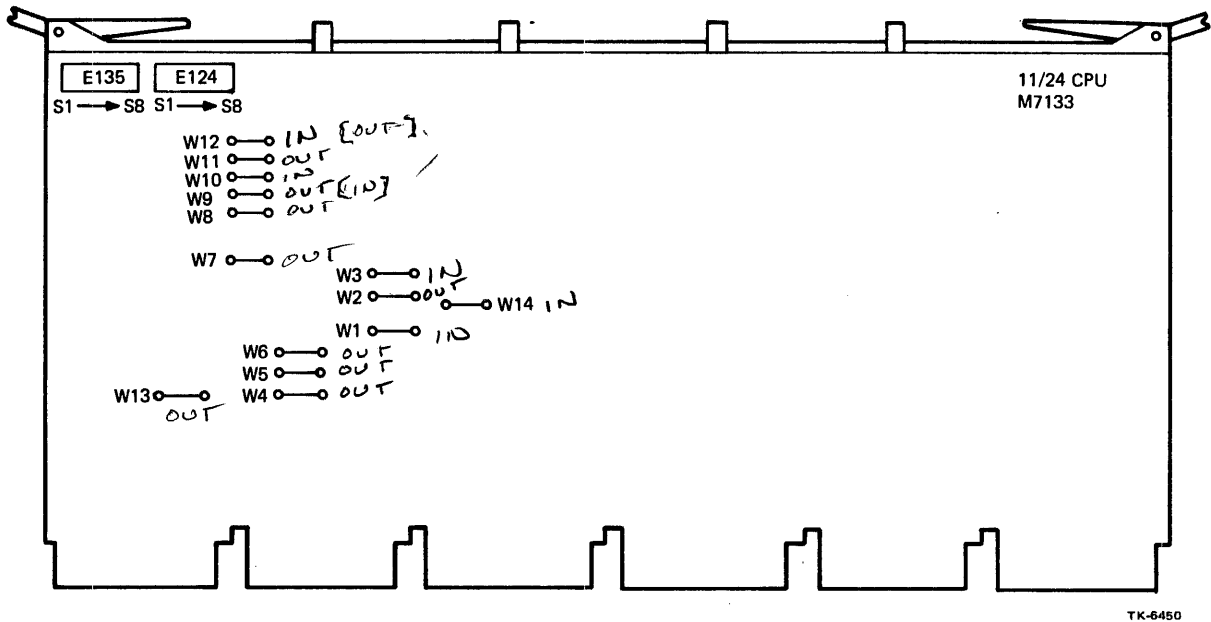 E135 E124
S1 → S8 S1 → S8
11/24 CPU
M7133
W12 IN [OUT].
W11 OUT
W10 IN
W9 OUT [IN]
W8 OUT
W7 OUT
W3 IN
W2 OUT
W14 IN
W1 IN
W6 OUT
W5 OUT
W4 OUT
W13 OUT
TK-6450